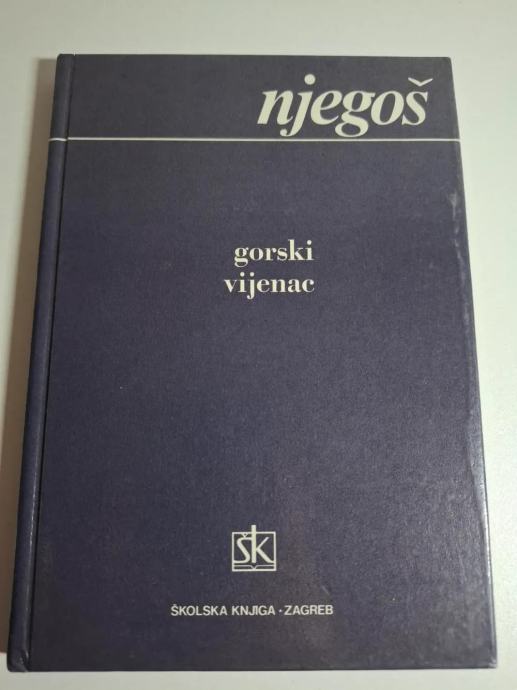 njegoš
gorski
vijenac
ŠK
ŠKOLSKA KNJIGA - ZAGREB